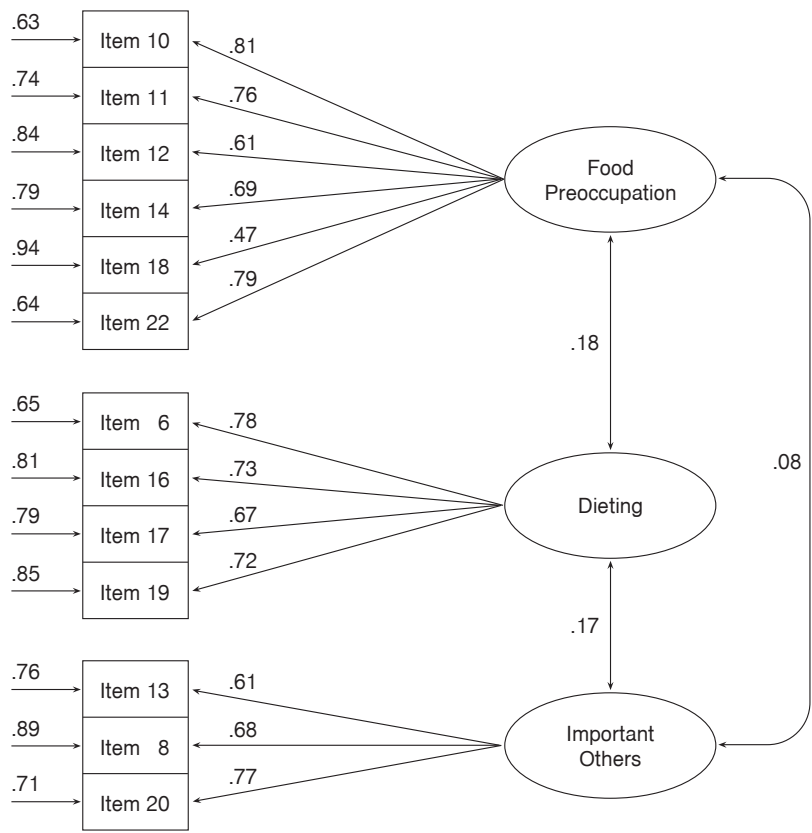 .63
Item 10
.81
.74
Item 11
.76
.84
Item 12
.61
.79
Item 14
.69
.94
Item 18
.47
.64
Item 22
.79
Food
Preoccupation
.18
.65
Item 6
.78
.81
Item 16
.73
.79
Item 17
.67
.85
Item 19
.72
Dieting
.08
.17
.76
Item 13
.61
.89
Item 8
.68
.71
Item 20
.77
Important
Others